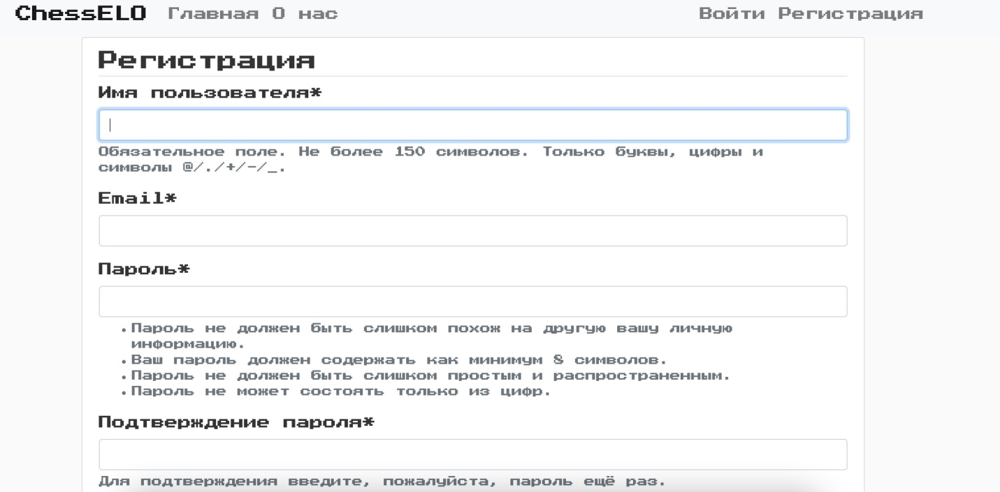 ChessELO Главная О нас Войти Регистрация
Регистрация
Имя пользователя*
Обязательное поле. Не более 150 символов. Только буквы, цифры и
символы @/./+/-/_.
Email*
Пароль*
• Пароль не должен быть слишком похож на другую вашу личную
информацию.
• Ваш пароль должен содержать как минимум 8 символов.
• Пароль не должен быть слишком простым и распространенным.
• Пароль не может состоять только из цифр.
Подтверждение пароля*
Для подтверждения введите, пожалуйста, пароль ещё раз.